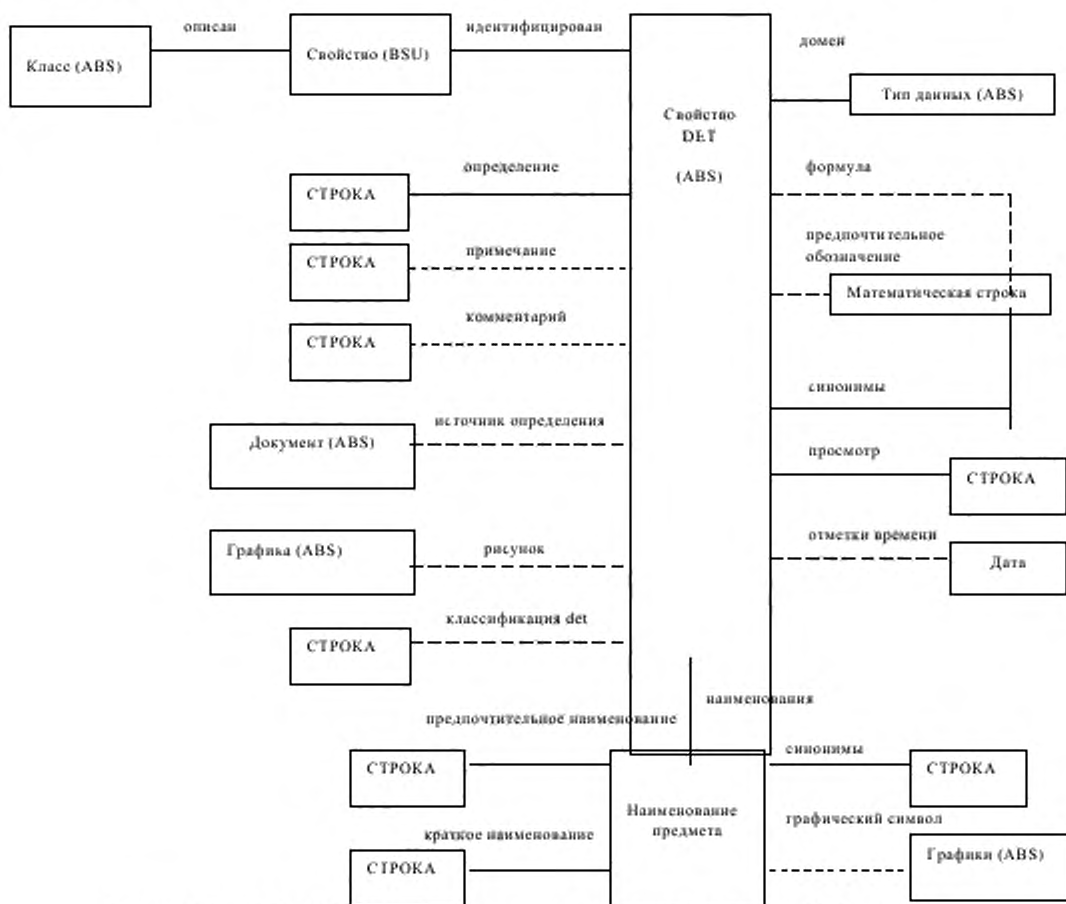 описан
идентифицирован
домен
Класс (ABS)
Свойство (BSU)
Тип данных (ABS)
Свойство
DET
(ABS)
определение
формула
СТРОКА
предпочтительное
обозначение
примечание
СТРОКА
Математическая строка
комментарий
СТРОКА
синонимы
источник определения
Документ (ABS)
просмотр
СТРОКА
отметки времени
Графика (ABS)
рисунок
Дата
классификация det
СТРОКА
наименования
предпочтительное наименование
синонимы
СТРОКА
СТРОКА
Наименование
предмета
графический символ
краткое наименование
СТРОКА
Графики (ABS)